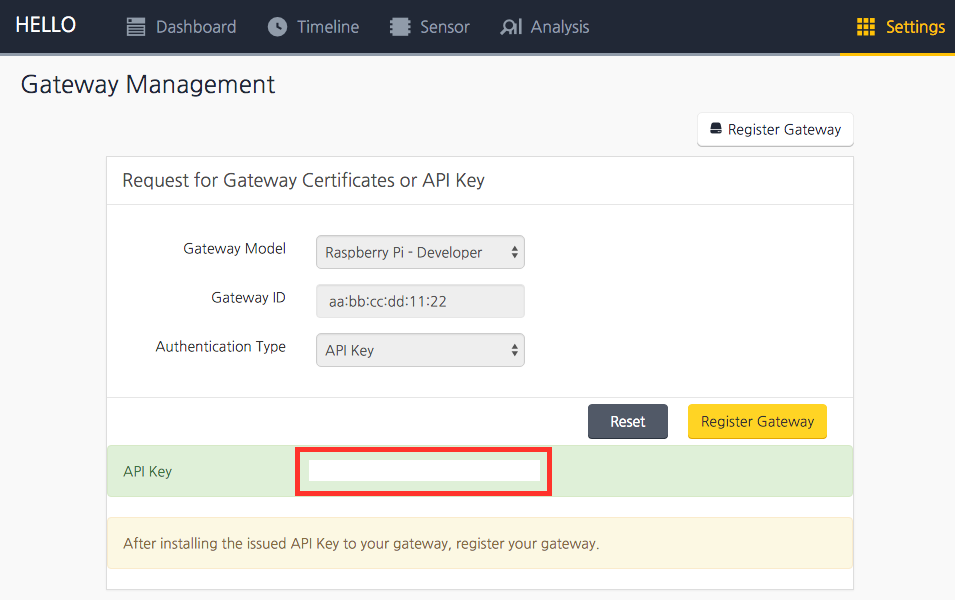 HELLO Dashboard Timeline Sensor Analysis Settings
Gateway Management
Register Gateway
Request for Gateway Certificates or API Key
Gateway Model Raspberry Pi - Developer
Gateway ID aa:bb:cc:dd:11:22
Authentication Type API Key
Reset Register Gateway
API Key
After installing the issued API Key to your gateway, register your gateway.